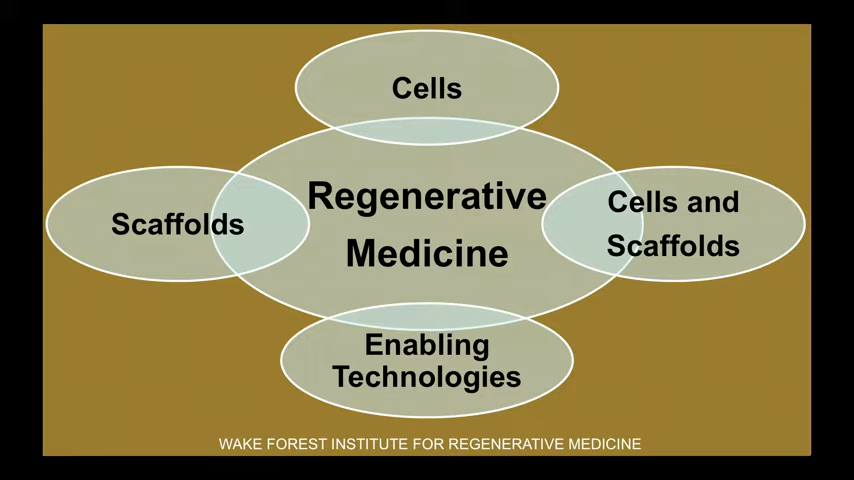 Cells
Scaffolds
Regenerative
Medicine
Cells and
Scaffolds
Enabling
Technologies
WAKE FOREST INSTITUTE FOR REGENERATIVE MEDICINE